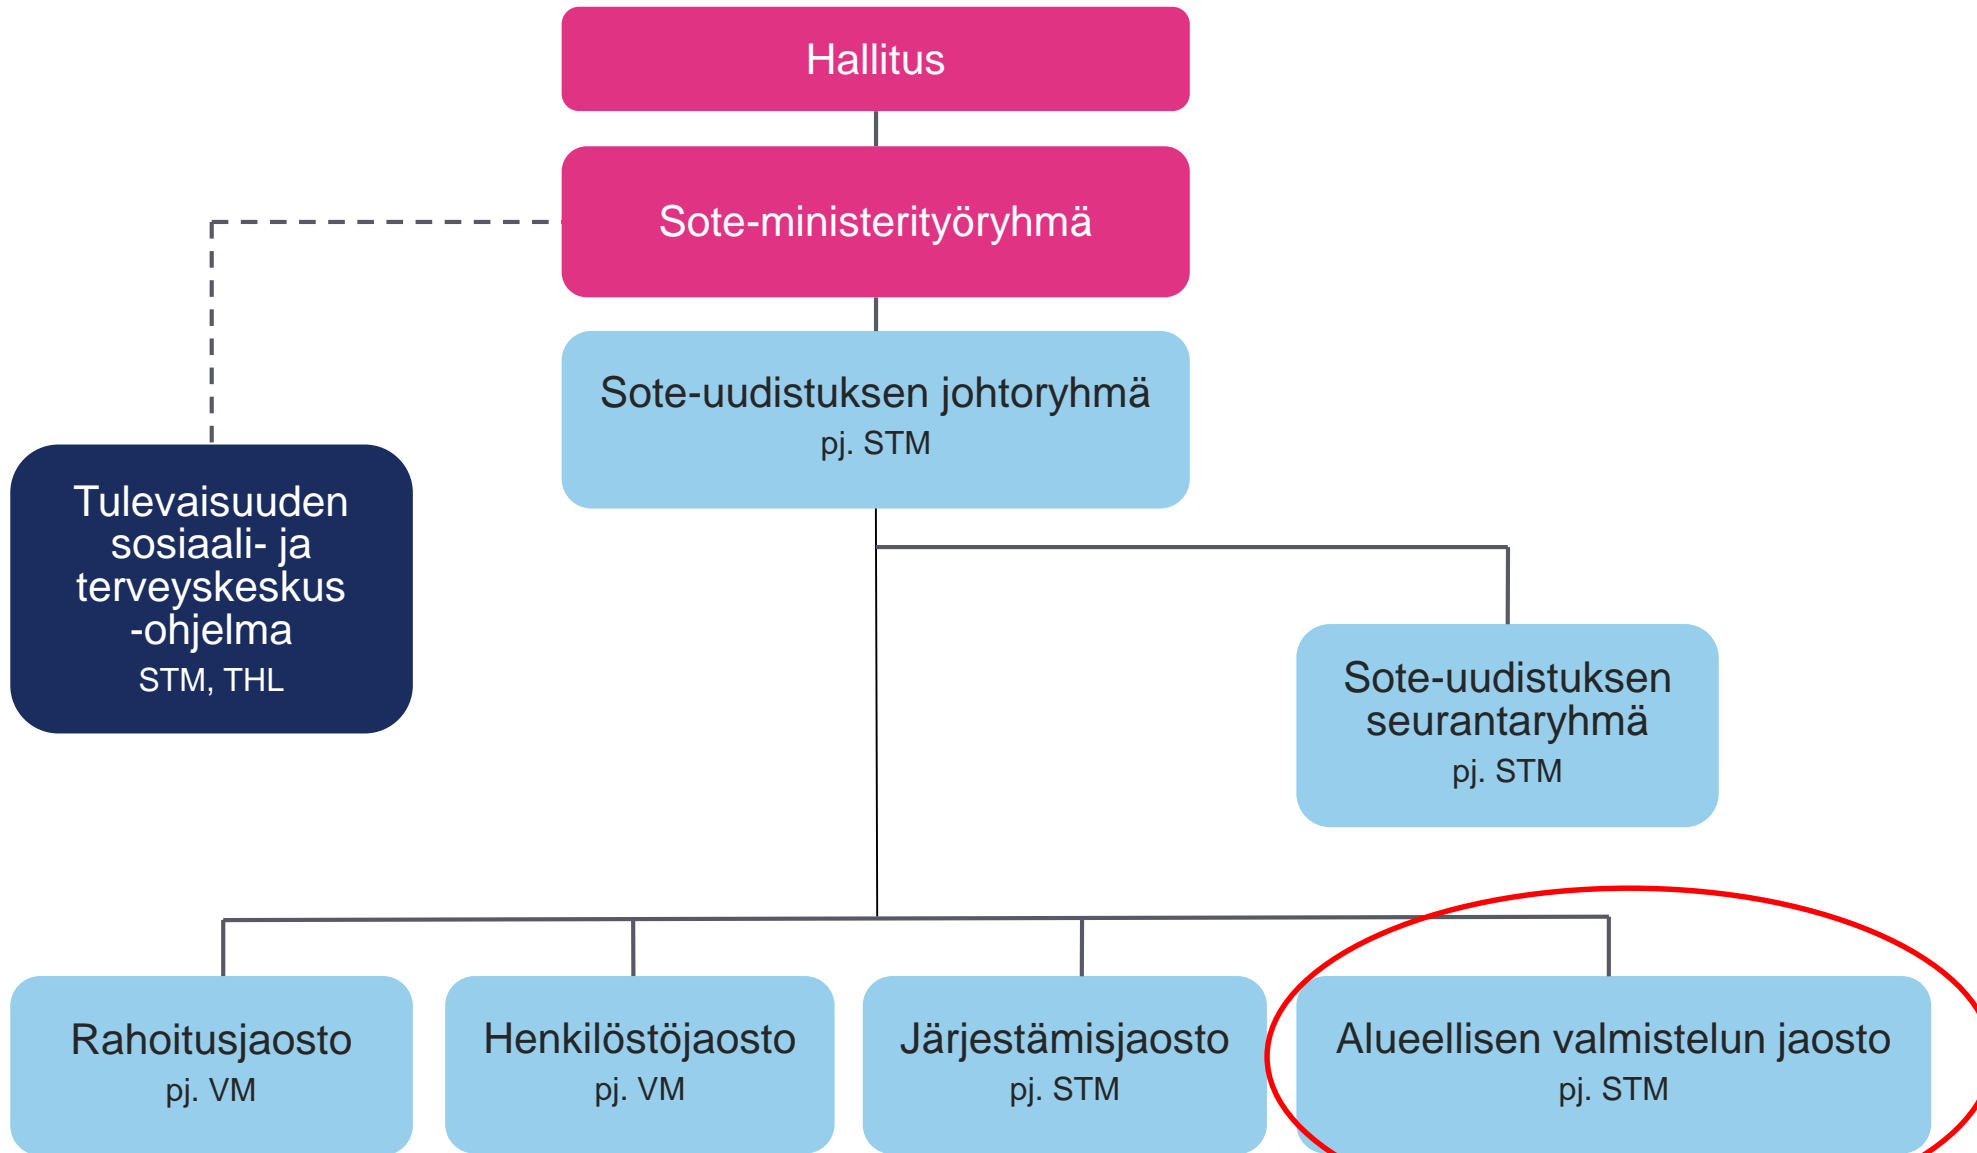 Hallitus
Sote-ministerityöryhmä
Sote-uudistuksen johtoryhmä
pj. STM
Tulevaisuuden
sosiaali- ja
terveyskeskus
-ohjelma
STM, THL
Sote-uudistuksen
seurantaryhmä
pj. STM
Rahoitusjaosto
pj. VM
Henkilöstöjaosto
pj. VM
Järjestämisjaosto
pj. STM
Alueellisen valmistelun jaosto
pj. STM